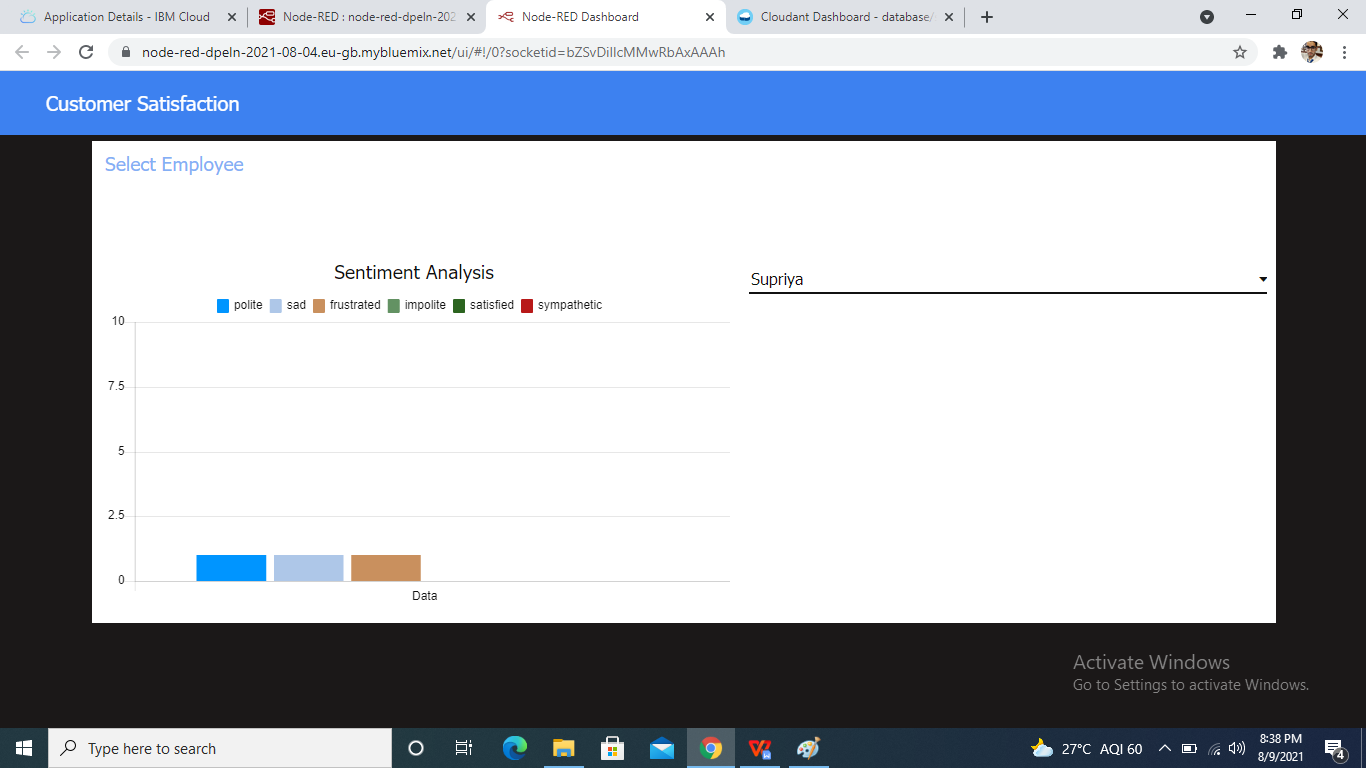 Application Details - IBM Cloud
Node-RED : node-red-dpeln-202
Node-RED Dashboard
Cloudant Dashboard - database/
node-red-dpeln-2021-08-04.eu-gb.mybluemix.net/ui/#!/0?socketid=bZSvDiIlcMMwRbAxAAAh
Customer Satisfaction
Select Employee
Sentiment Analysis
polite sad frustrated impolite satisfied sympathetic
Supriya
10
7.5
5
2.5
0
Data
Activate Windows
Go to Settings to activate Windows.
Type here to search
27°C AQI 60
8:38 PM
8/9/2021
4